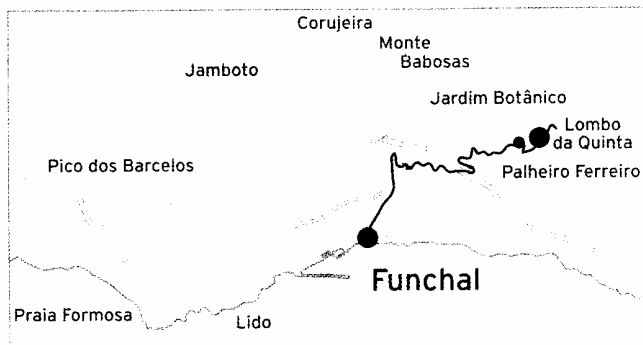 Corujeira
Monte
Babosas
Jamboto
Jardim Botânico
Lombo
da Quinta
Pico dos Barcelos
Palheiro Ferreiro
Funchal
Praia Formosa
Lido